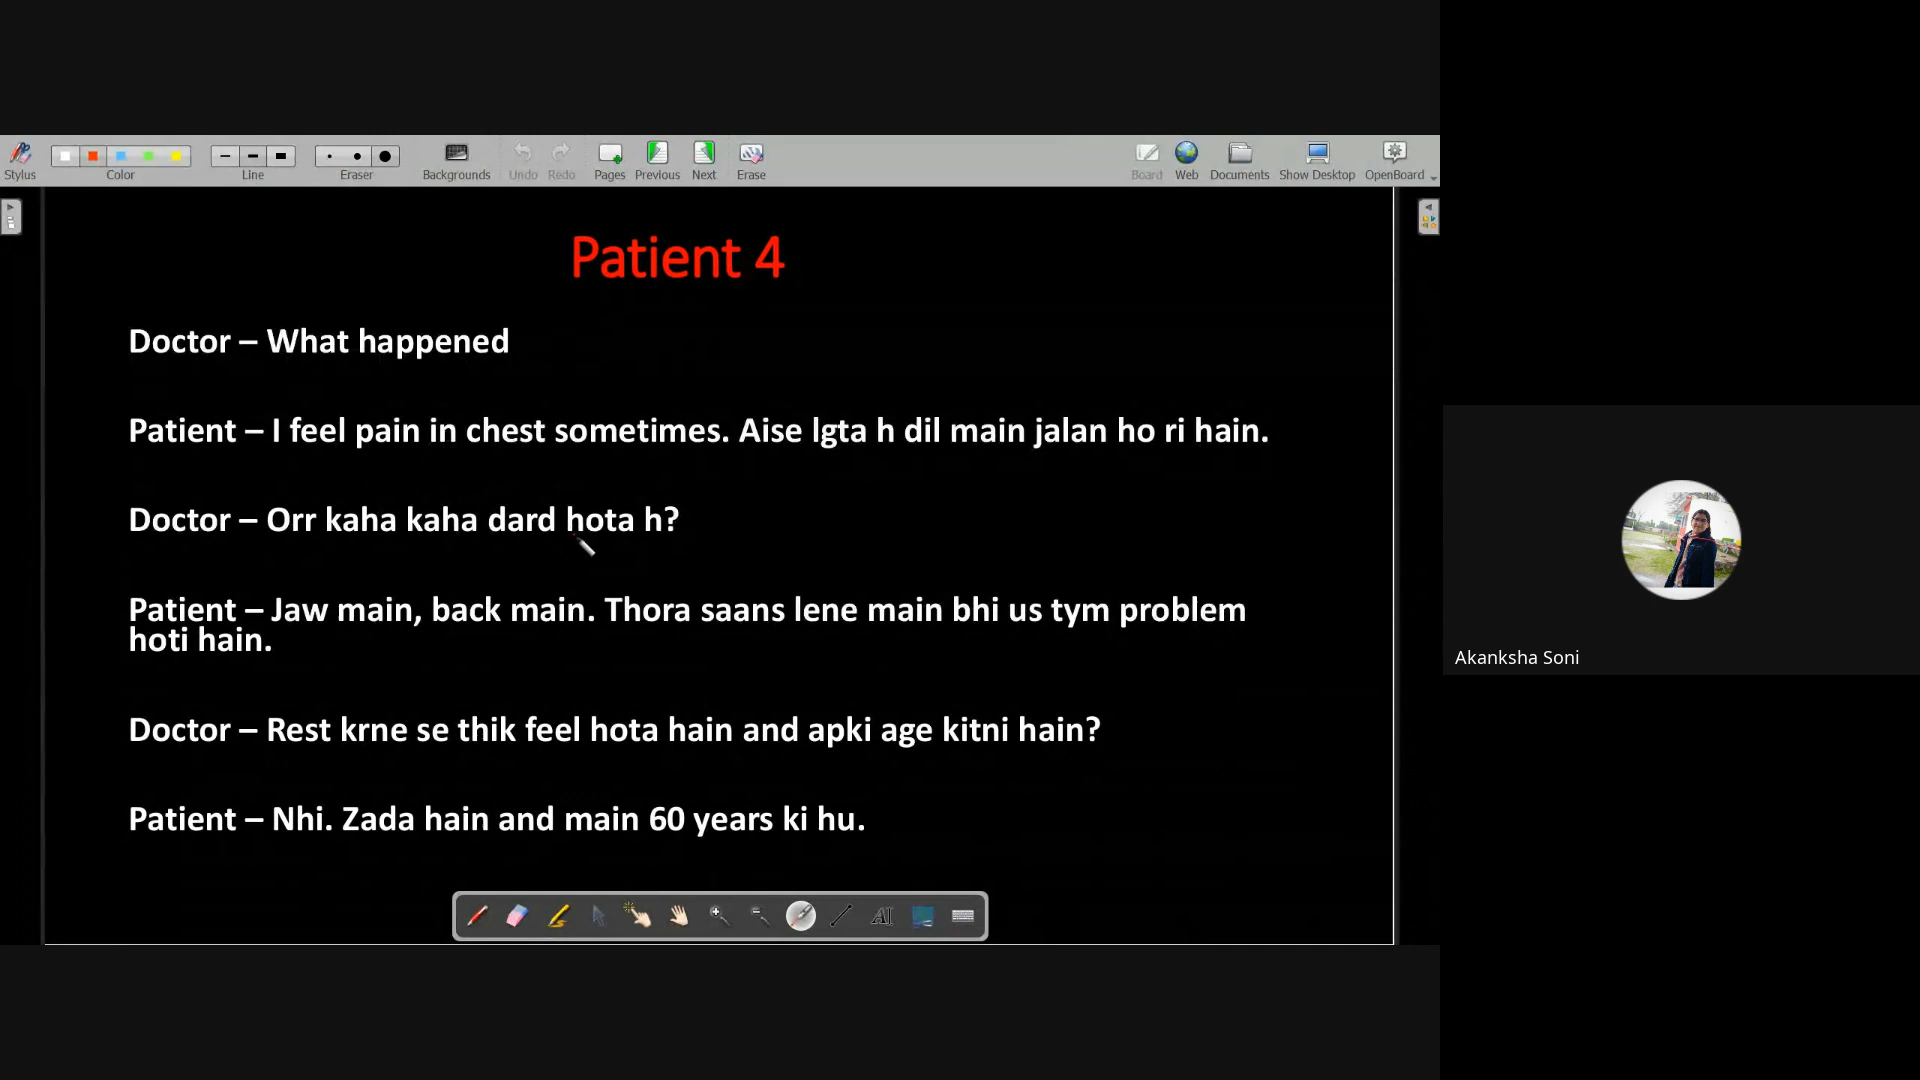 Stylus
Color
Line
Eraser
Backgrounds
Undo
Redo
Pages
Previous
Next
Erase
Board
Web
Documents
Show Desktop
OpenBoard
Patient 4
Doctor – What happened
Patient – I feel pain in chest sometimes. Aise lgta h dil main jalan ho ri hain.
Doctor – Orr kaha kaha dard hota h?
Patient – Jaw main, back main. Thora saans lene main bhi us tym problem
hoti hain.
Doctor – Rest krne se thik feel hota hain and apki age kitni hain?
Patient – Nhi. Zada hain and main 60 years ki hu.
Akanksha Soni